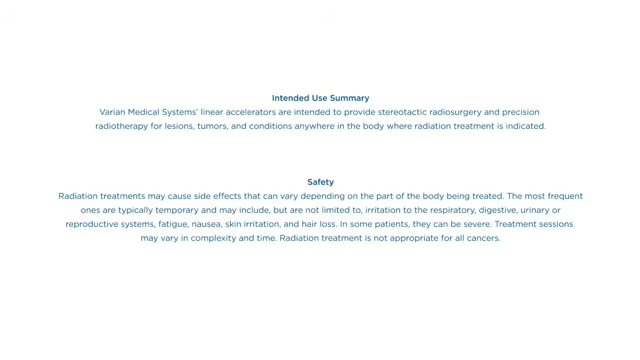 Intended Use Summary
Varian Medical Systems' linear accelerators are intended to provide stereotactic radiosurgery and precision
radiotherapy for lesions, tumors, and conditions anywhere in the body where radiation treatment is indicated.
Safety
Radiation treatments may cause side effects that can vary depending on the part of the body being treated. The most frequent
ones are typically temporary and may include, but are not limited to, irritation to the respiratory, digestive, urinary or
reproductive systems, fatigue, nausea, skin irritation, and hair loss. In some patients, they can be severe. Treatment sessions
may vary in complexity and time. Radiation treatment is not appropriate for all cancers.